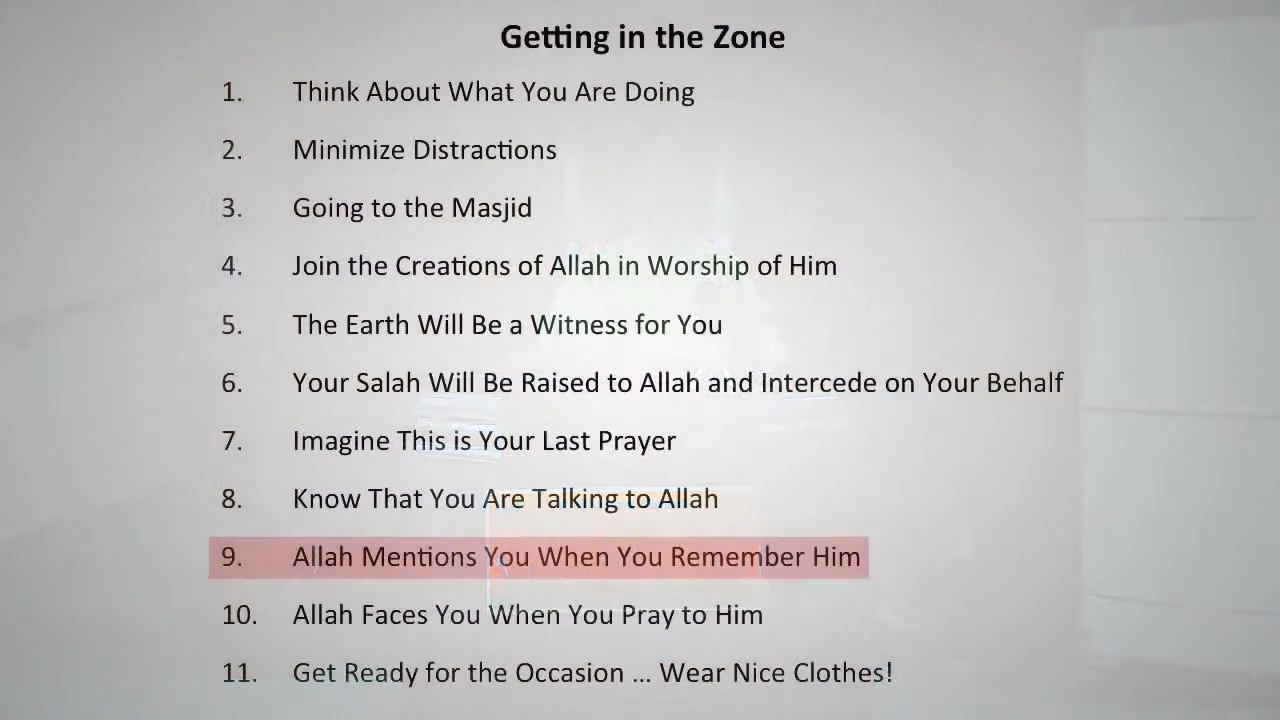 Getting in the Zone
1. Think About What You Are Doing
2. Minimize Distractions
3. Going to the Masjid
4. Join the Creations of Allah in Worship of Him
5. The Earth Will Be a Witness for You
6. Your Salah Will Be Raised to Allah and Intercede on Your Behalf
7. Imagine This is Your Last Prayer
8. Know That You Are Talking to Allah
9. Allah Mentions You When You Remember Him
10. Allah Faces You When You Pray to Him
11. Get Ready for the Occasion ... Wear Nice Clothes!